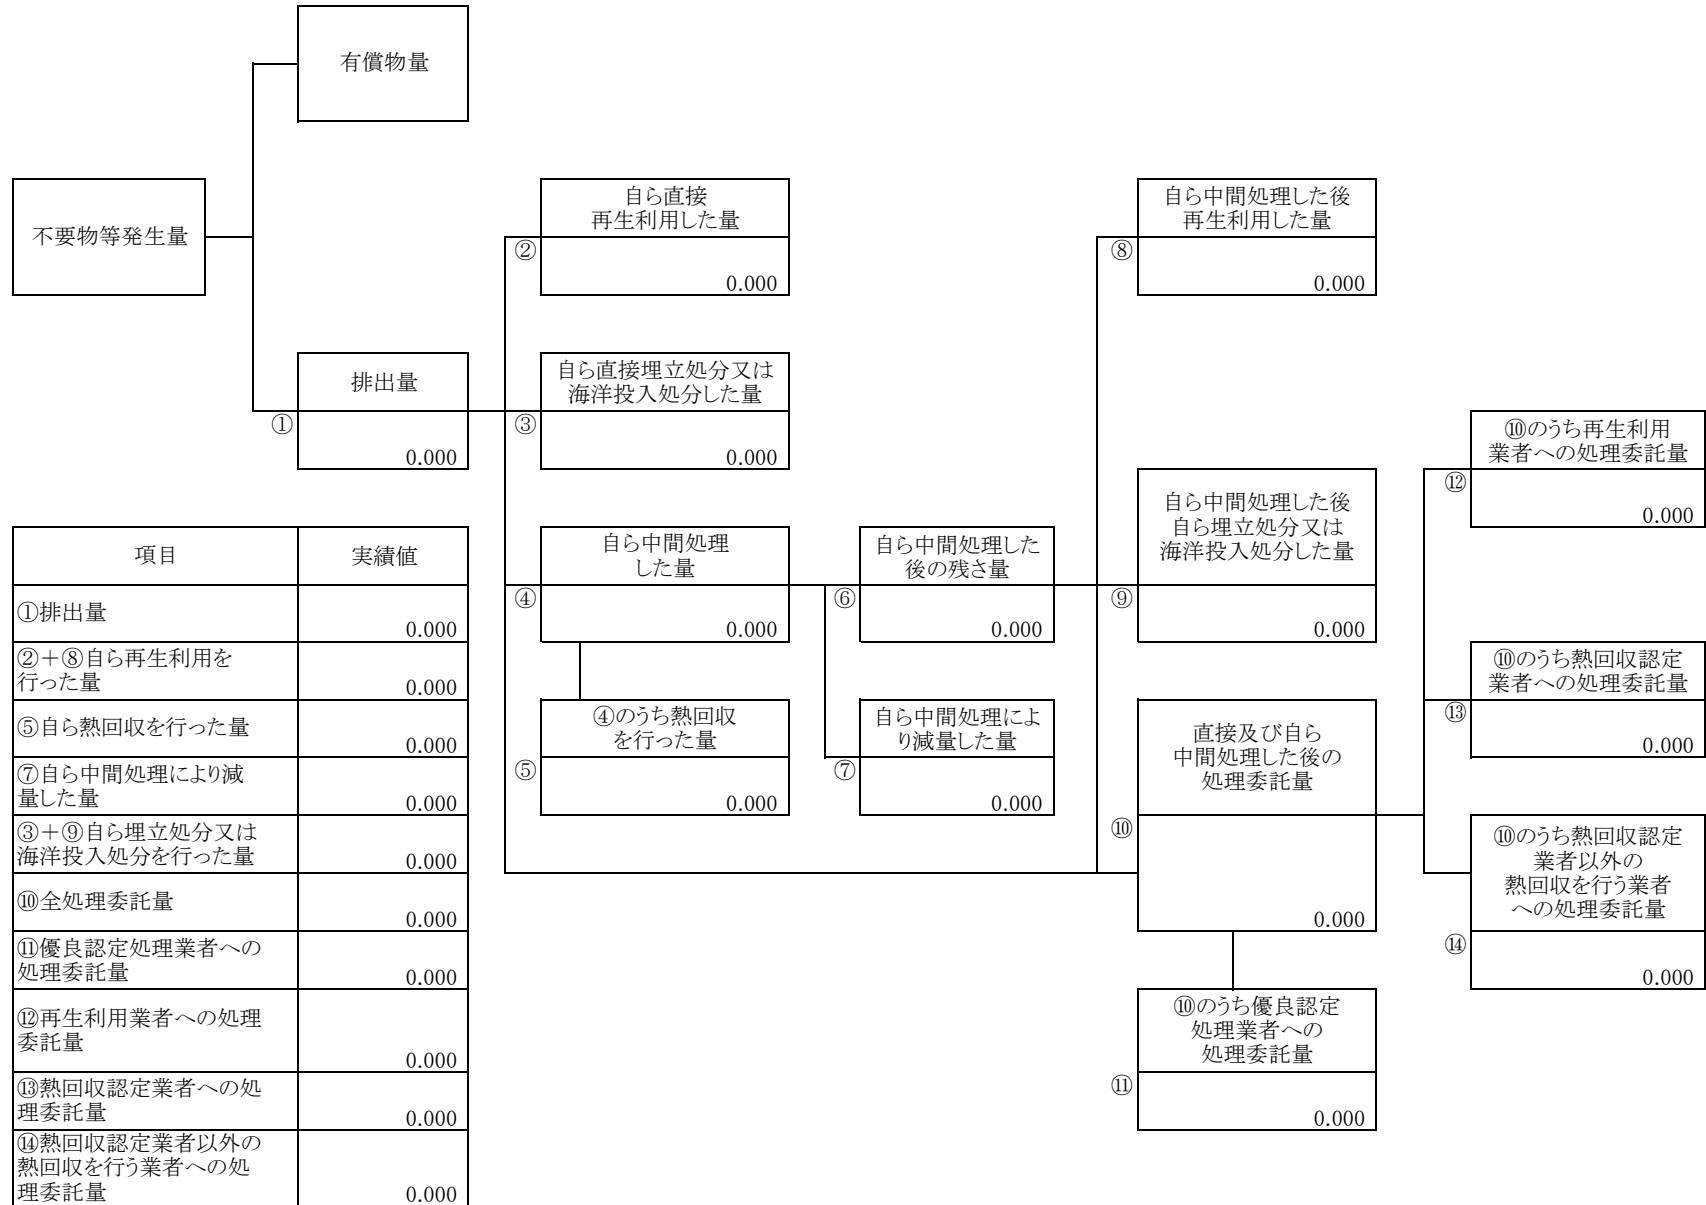 有償物量
不要物等発生量
自ら直接
再生利用した量
②
0.000
自ら中間処理した後
再生利用した量
⑧
0.000
排出量
①
0.000
自ら直接埋立処分又は
海洋投入処分した量
③
0.000
⑩のうち再生利用
業者への処理委託量
⑫
0.000
自ら中間処理した後
自ら埋立処分又は
海洋投入処分した量
⑨
0.000
自ら中間処理
した量
④
0.000
自ら中間処理した
後の残さ量
⑥
0.000
⑩のうち熱回収認定
業者への処理委託量
⑬
0.000
④のうち熱回収
を行った量
⑤
0.000
自ら中間処理によ
り減量した量
⑦
0.000
直接及び自ら
中間処理した後の
処理委託量
⑩
0.000
⑩のうち熱回収認定
業者以外の
熱回収を行う業者
への処理委託量
⑭
0.000
⑩のうち優良認定
処理業者への
処理委託量
⑪
0.000
項目 実績値
①排出量
0.000
②+⑧自ら再生利用を
行った量
0.000
⑤自ら熱回収を行った量
0.000
⑦自ら中間処理により減
量した量
0.000
③+⑨自ら埋立処分又は
海洋投入処分を行った量
0.000
⑩全処理委託量
0.000
⑪優良認定処理業者への
処理委託量
0.000
⑫再生利用業者への処理
委託量
0.000
⑬熱回収認定業者への処
理委託量
0.000
⑭熱回収認定業者以外の
熱回収を行う業者への処
理委託量
0.000